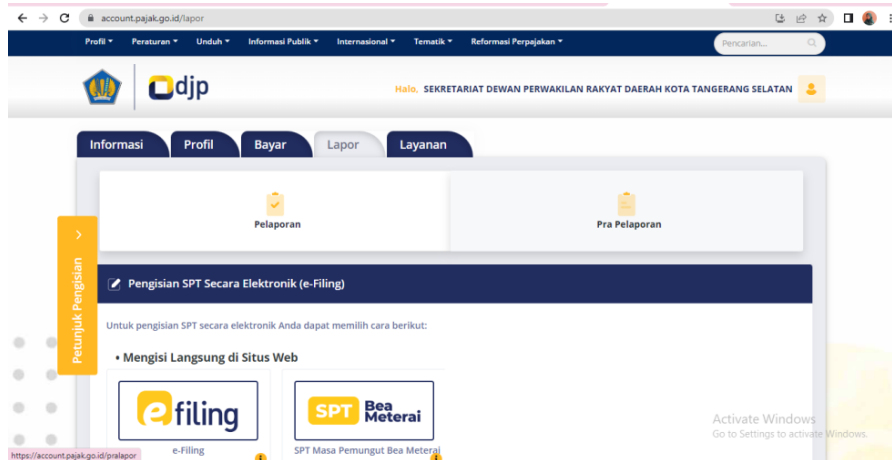 account.pajak.go.id/lapor
Profil Peraturan Unduh Informasi Publik Internasional Tematik Reformasi Perpajakan Pencarian...
djp
Halo, SEKRETARIAT DEWAN PERWAKILAN RAKYAT DAERAH KOTA TANGERANG SELATAN
Informasi Profil Bayar Lapor Layanan
Pelaporan Pra Pelaporan
Petunjuk Pengisian
Pengisian SPT Secara Elektronik (e-Filing)
Untuk pengisian SPT secara elektronik Anda dapat memilih cara berikut:
• Mengisi Langsung di Situs Web
e filing SPT Bea Meterai
e-Filing SPT Masa Pemungut Bea Meterai
Activate Windows
Go to Settings to activate Windows.
https://account.pajak.go.id/pralapor